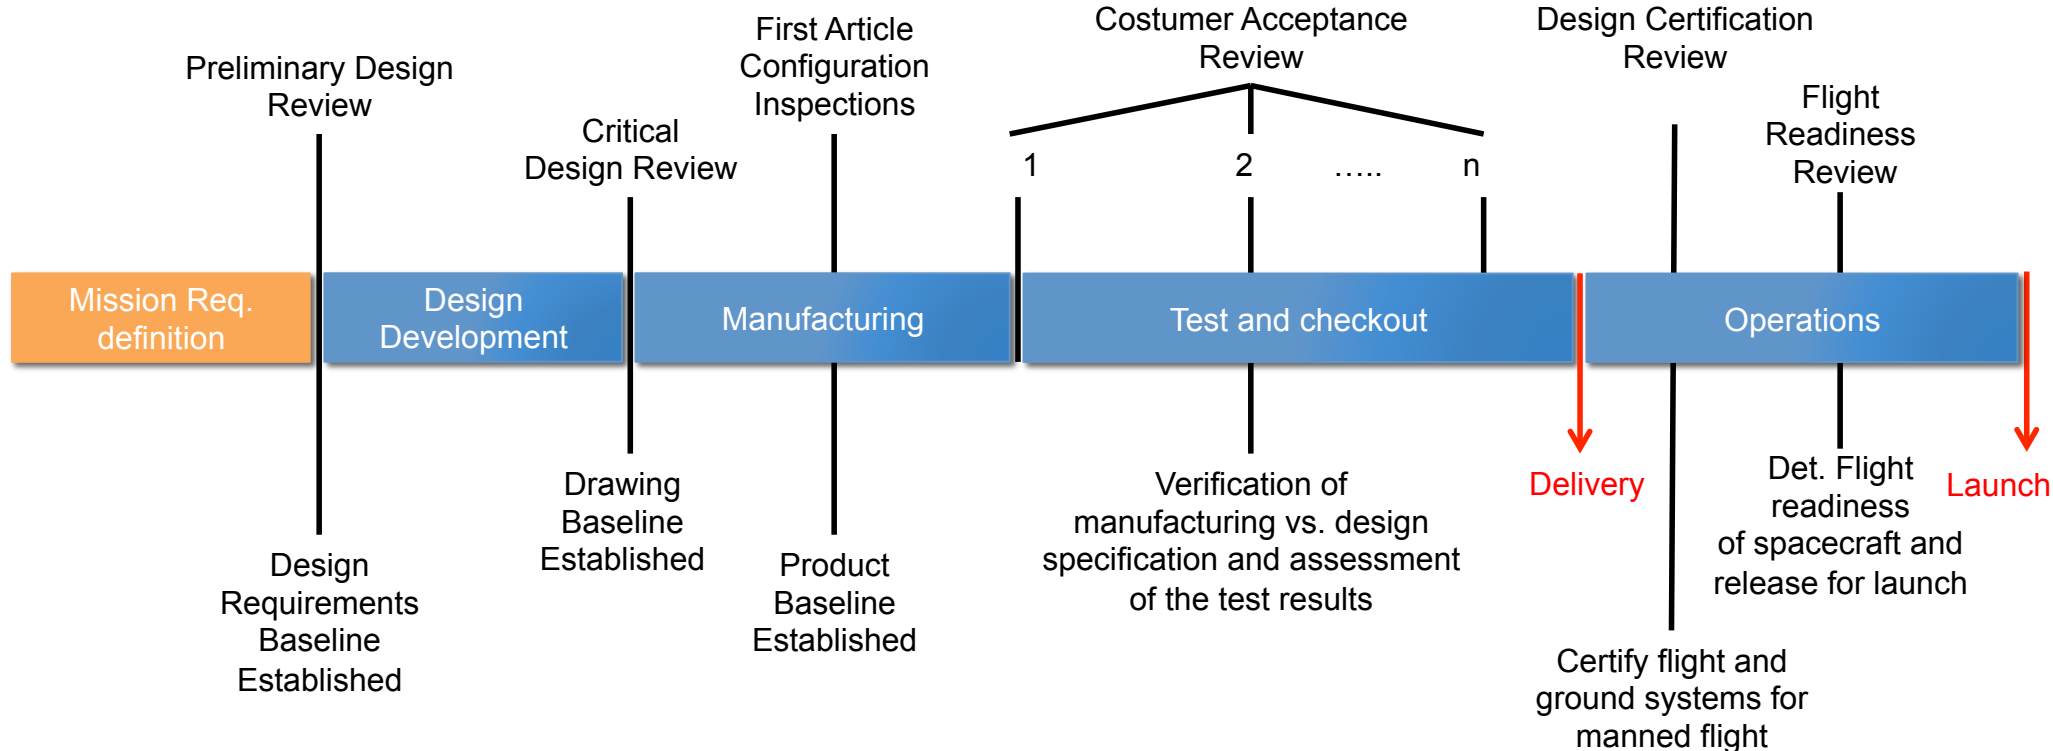 Preliminary Design
Review
Critical
Design Review
First Article
Configuration
Inspections
Costumer Acceptance
Review
1
2
…..
n
Design Certification
Review
Flight
Readiness
Review
Mission Req.
definition
Design
Development
Manufacturing
Test and checkout
Operations
Design
Requirements
Baseline
Established
Drawing
Baseline
Established
Product
Baseline
Established
Verification of
manufacturing vs. design
specification and assessment
of the test results
Delivery
Certify flight and
ground systems for
manned flight
Det. Flight
readiness
of spacecraft and
release for launch
Launch